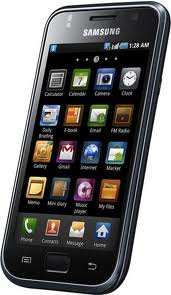 SAMSUNG
1:28 AM
Calculator Calendar Camera Clock
Daily Briefing E-book Email FM Radio
Gallery Gmail Internet Market
Memo Mini diary Music player My files
Phone Contacts Message Home